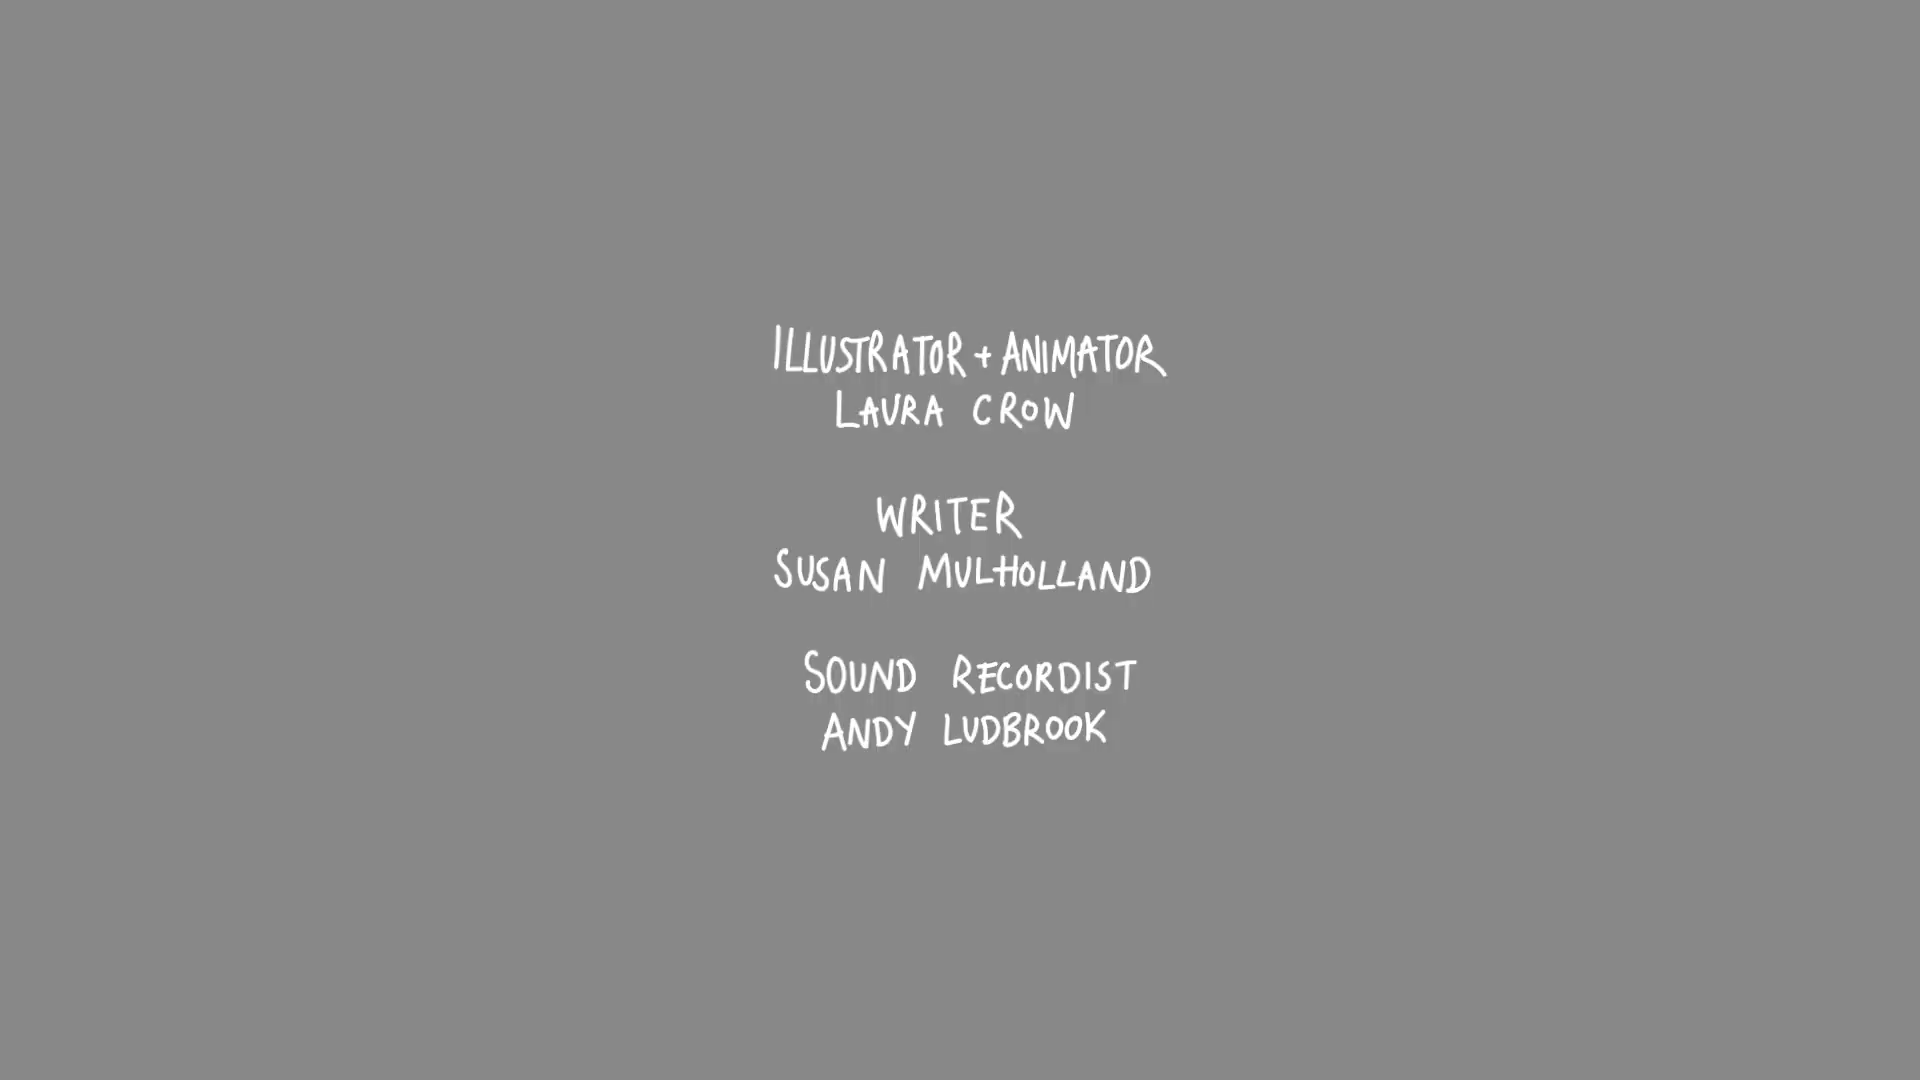 ILLUSTRATOR + ANIMATOR
LAURA CROW
WRITER
SUSAN MULHOLLAND
SOUND RECORDIST
ANDY LUDBROOK